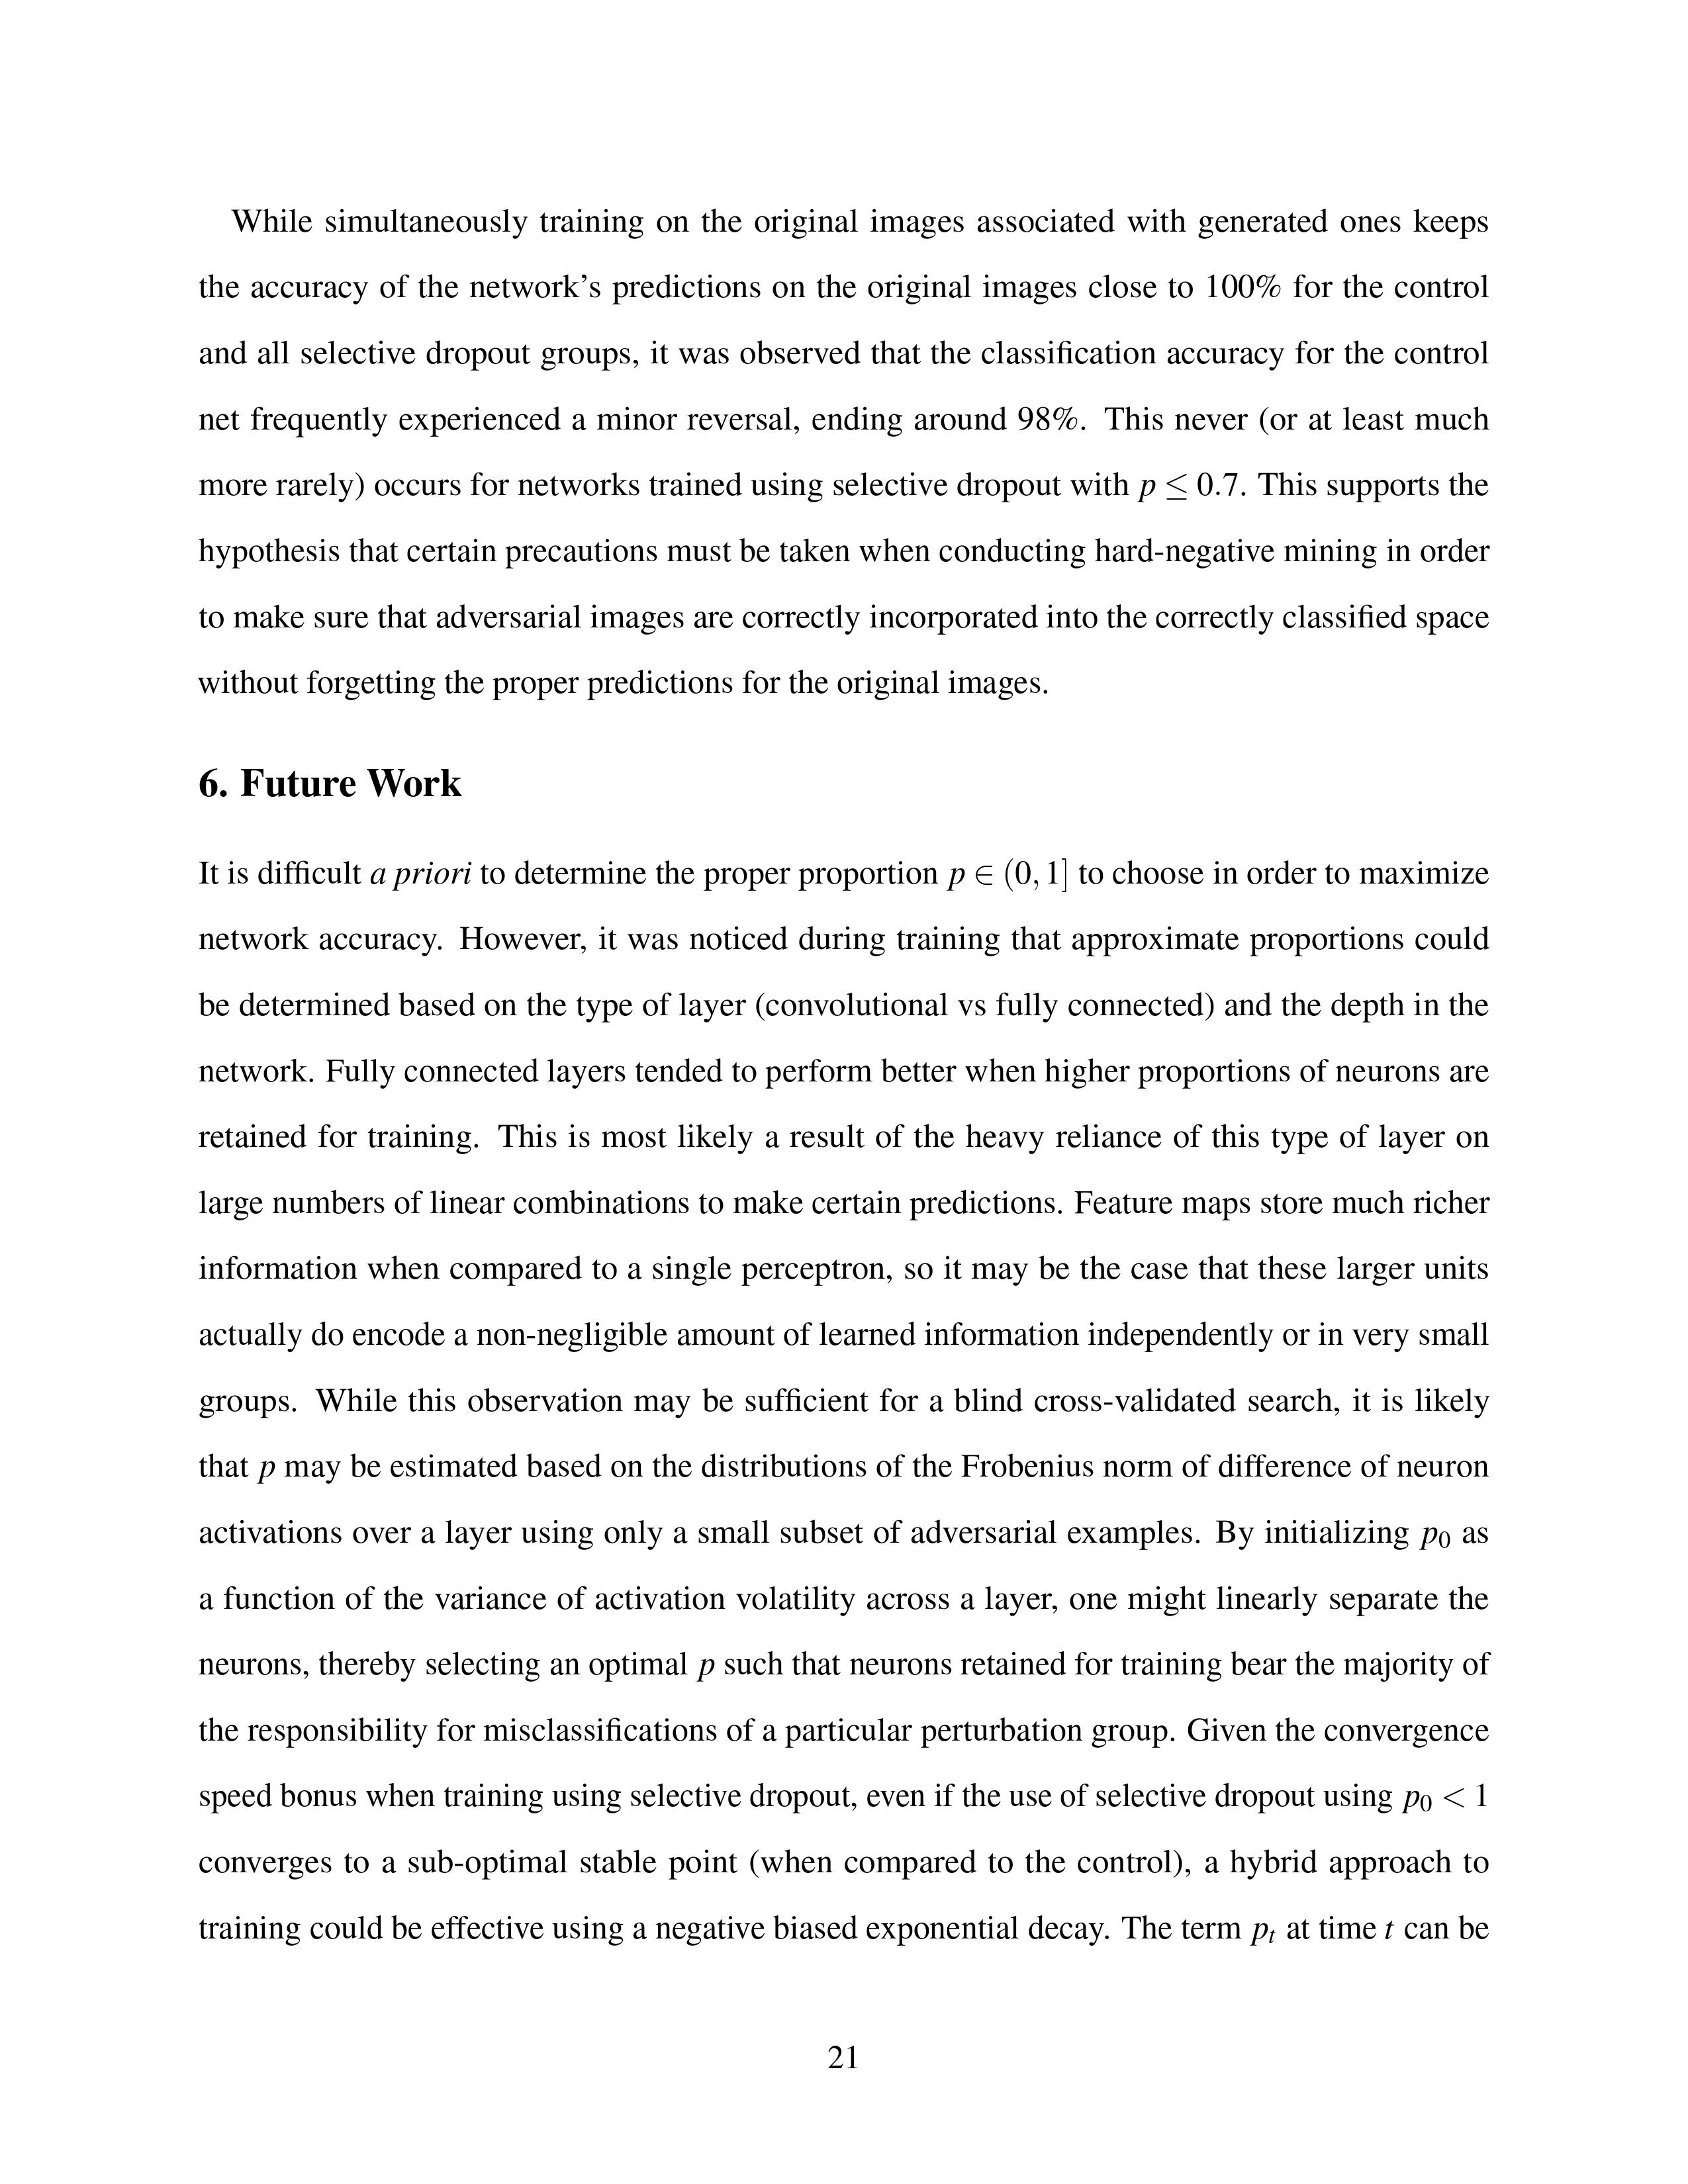 While simultaneously training on the original images associated with generated ones keeps
the accuracy of the network's predictions on the original images close to 100% for the control
and all selective dropout groups, it was observed that the classification accuracy for the control
net frequently experienced a minor reversal, ending around 98%. This never (or at least much
more rarely) occurs for networks trained using selective dropout with p ≤ 0.7. This supports the
hypothesis that certain precautions must be taken when conducting hard-negative mining in order
to make sure that adversarial images are correctly incorporated into the correctly classified space
without forgetting the proper predictions for the original images.
6. Future Work
It is difficult a priori to determine the proper proportion p ∈ (0, 1] to choose in order to maximize
network accuracy. However, it was noticed during training that approximate proportions could
be determined based on the type of layer (convolutional vs fully connected) and the depth in the
network. Fully connected layers tended to perform better when higher proportions of neurons are
retained for training. This is most likely a result of the heavy reliance of this type of layer on
large numbers of linear combinations to make certain predictions. Feature maps store much richer
information when compared to a single perceptron, so it may be the case that these larger units
actually do encode a non-negligible amount of learned information independently or in very small
groups. While this observation may be sufficient for a blind cross-validated search, it is likely
that p may be estimated based on the distributions of the Frobenius norm of difference of neuron
activations over a layer using only a small subset of adversarial examples. By initializing p₀ as
a function of the variance of activation volatility across a layer, one might linearly separate the
neurons, thereby selecting an optimal p such that neurons retained for training bear the majority of
the responsibility for misclassifications of a particular perturbation group. Given the convergence
speed bonus when training using selective dropout, even if the use of selective dropout using p₀ < 1
converges to a sub-optimal stable point (when compared to the control), a hybrid approach to
training could be effective using a negative biased exponential decay. The term pₜ at time t can be
21